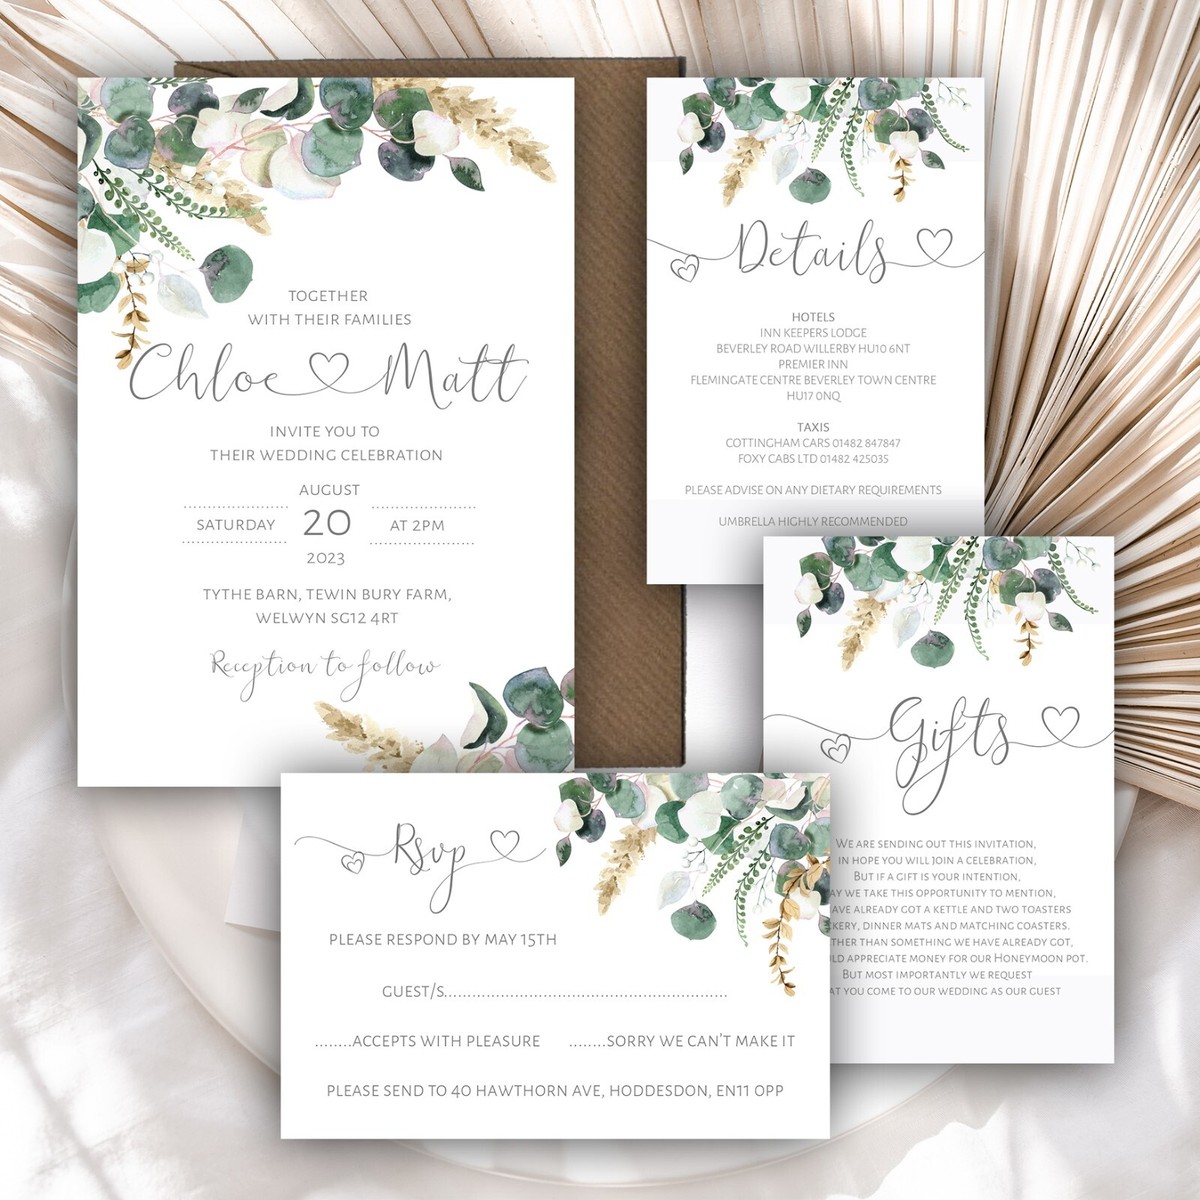 TOGETHER
WITH THEIR FAMILIES
Chloe Matt
INVITE YOU TO
THEIR WEDDING CELEBRATION
AUGUST
SATURDAY 20 AT 2PM
2023
TYTHE BARN, TEWIN BURY FARM,
WELWYN SG12 4RT
Reception to follow
Details
HOTELS
INN KEEPERS LODGE
BEVERLEY ROAD WILLERBY HU10 6NT
PREMIER INN
FLEMINGATE CENTRE BEVERLEY TOWN CENTRE
HU17 0NQ
TAXIS
COTTINGHAM CARS 01482 847847
FOXY CABS LTD 01482 425035
PLEASE ADVISE ON ANY DIETARY REQUIREMENTS
UMBRELLA HIGHLY RECOMMENDED
Gifts
WE ARE SENDING OUT THIS INVITATION,
IN HOPE YOU WILL JOIN A CELEBRATION,
BUT IF A GIFT IS YOUR INTENTION,
WE TAKE THIS OPPORTUNITY TO MENTION,
ALREADY GOT A KETTLE AND TWO TOASTERS
DINNER MATS AND MATCHING COASTERS.
THAN SOMETHING WE HAVE ALREADY GOT,
APPRECIATE MONEY FOR OUR HONEYMOON POT.
BUT MOST IMPORTANTLY WE REQUEST
YOU COME TO OUR WEDDING AS OUR GUEST
Rsvp
PLEASE RESPOND BY MAY 15TH
GUEST/S............................................................
........ACCEPTS WITH PLEASURE ........SORRY WE CAN'T MAKE IT
PLEASE SEND TO 40 HAWTHORN AVE, HODDESDON, EN11 0PP